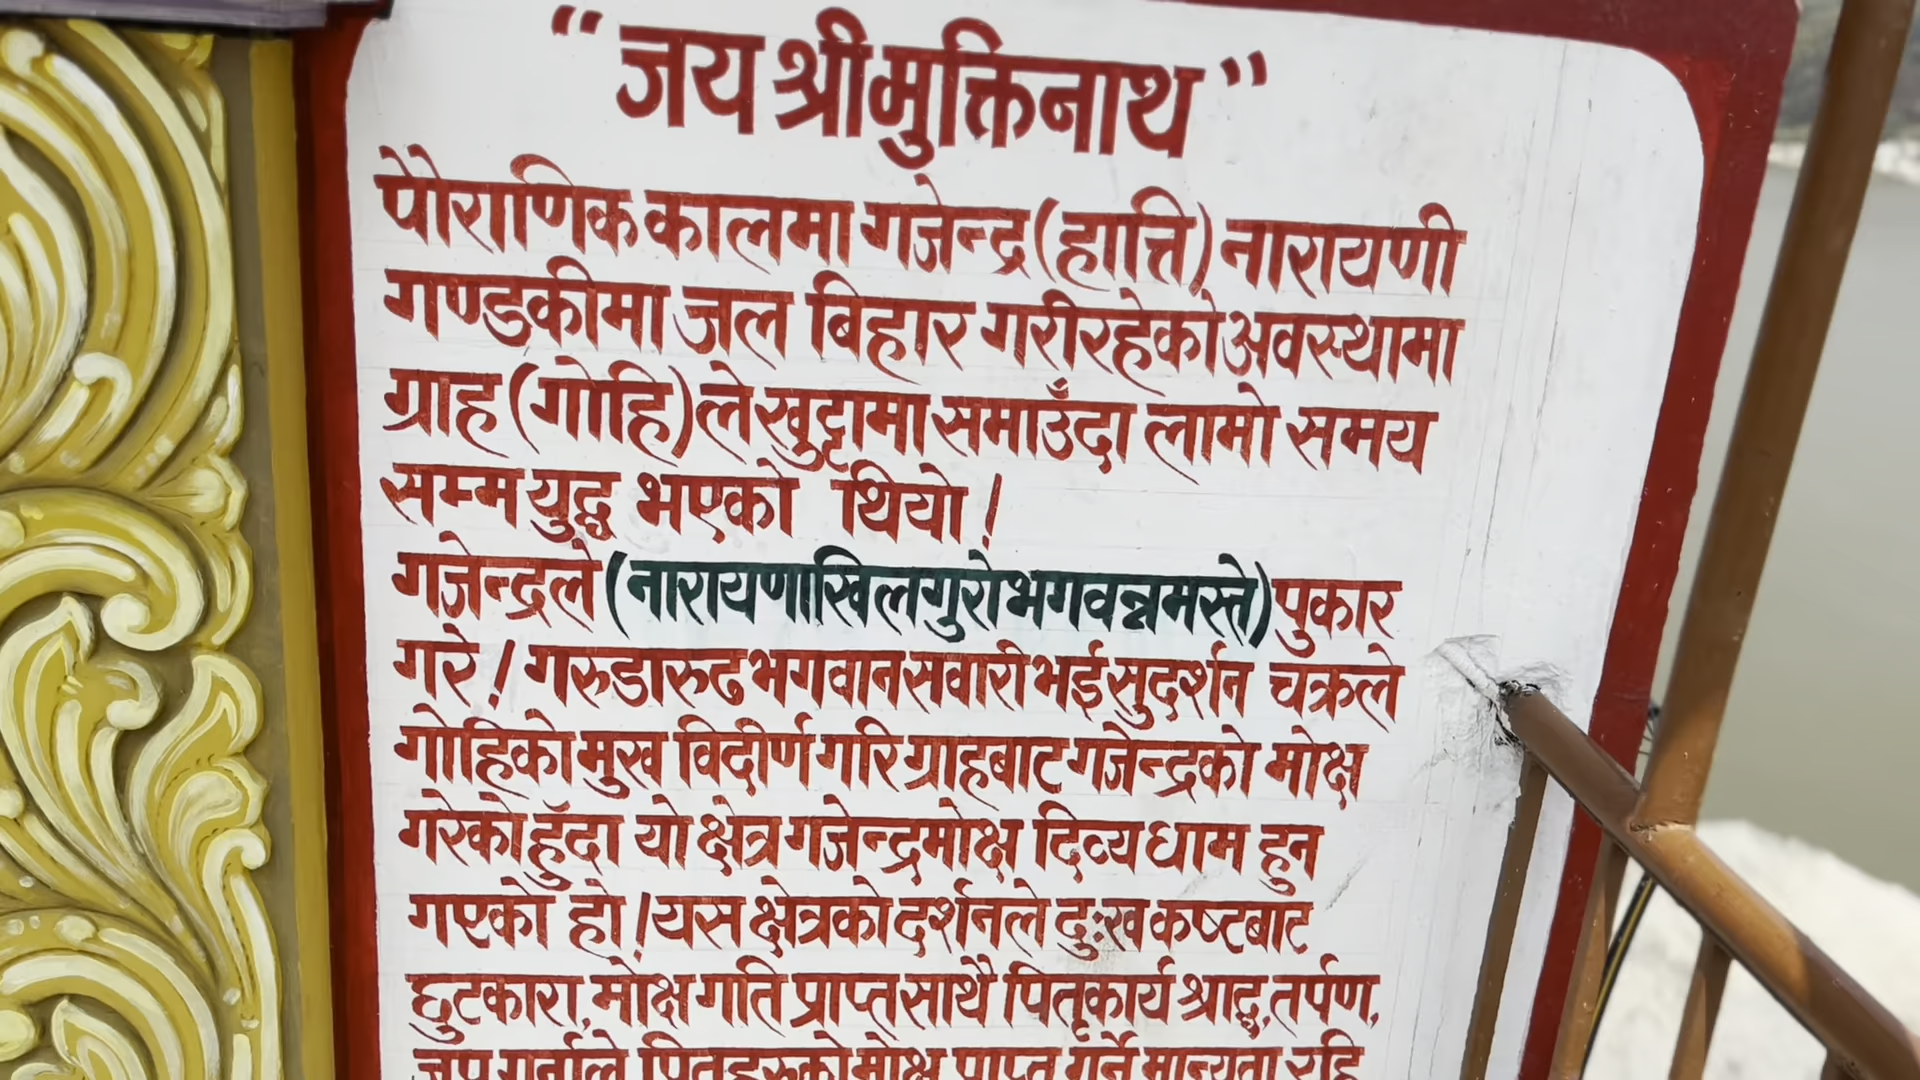 “जय श्री मुक्तिनाथ”
पौराणिक कालमा गजेन्द्र (हात्ति) नारायणी
गण्डकीमा जल बिहार गरीरहेको अवस्थामा
ग्राह (गोहि) ले खुट्टामा समाउँदा लामो समय
सम्म युद्ध भएको थियो!
गजेन्द्रले (नारायणाखिलगुरोभगवन्नमस्ते) पुकार
गरे! गरुडारुढ भगवान सवारी भई सुदर्शन चक्रले
गोहिको मुख विदीर्ण गरि ग्राहबाट गजेन्द्रको मोक्ष
गरेको हुँदा यो क्षेत्र गजेन्द्रमोक्ष दिव्य धाम हुन
गएको हो! यस क्षेत्रको दर्शनले दुःख कष्टबाट
छुटकारा, मोक्ष गति प्राप्त साथै पितृकार्य श्राद्ध, तर्पण,
जप गर्नाले पितृहरुको मोक्ष प्राप्त गर्ने मान्यता रहि